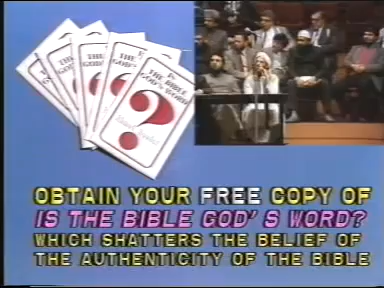 IS
THE BIBLE
GOD'S WORD
?
OBTAIN YOUR FREE COPY OF
IS THE BIBLE GOD' S WORD?
WHICH SHATTERS THE BELIEF OF
THE AUTHENTICITY OF THE BIBLE